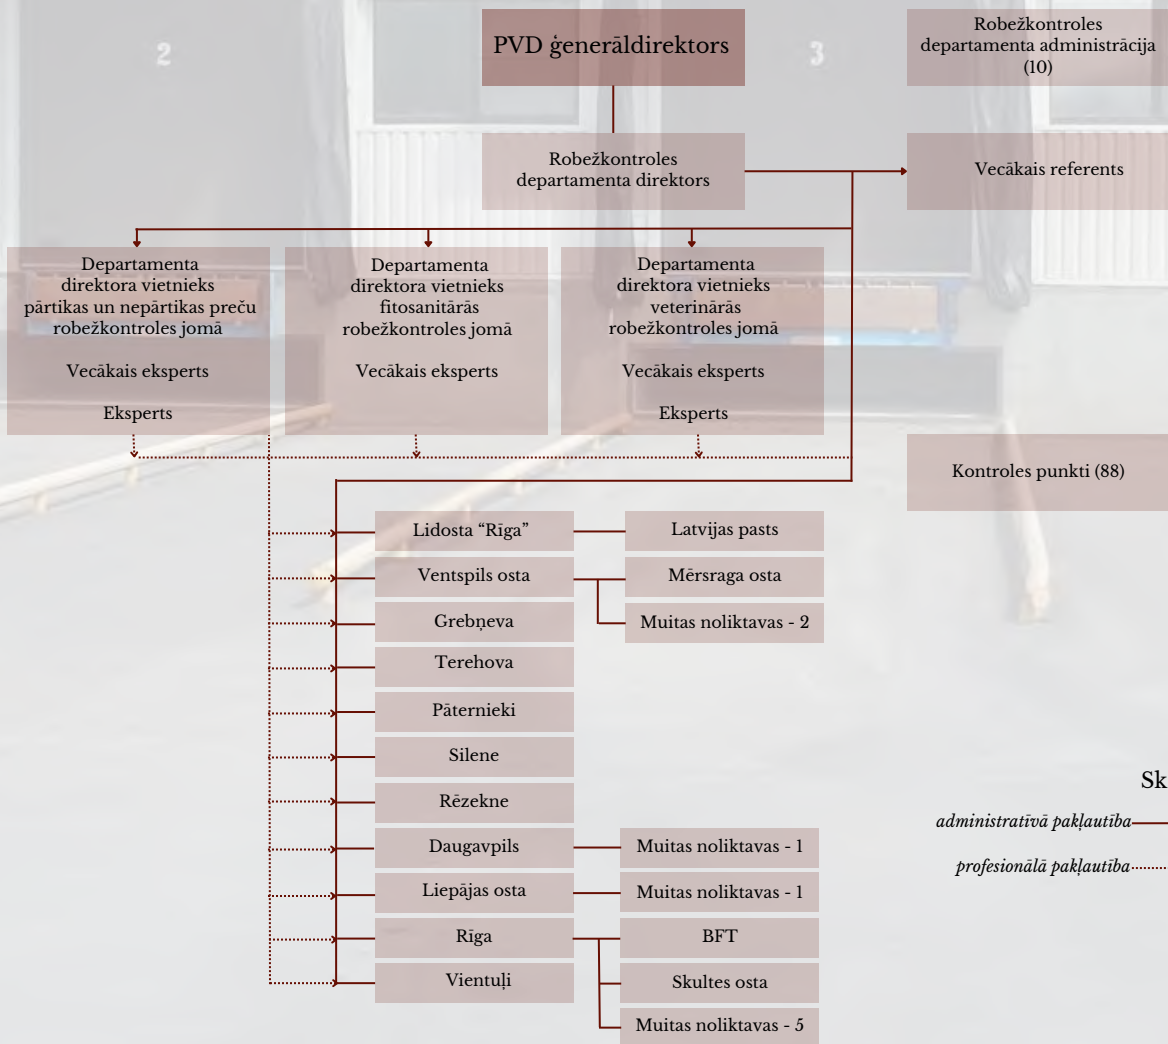 2
3
PVD ģenerāldirektors
Robežkontroles
departamenta administrācija
(10)
Robežkontroles
departamenta direktors
Vecākais referents
Departamenta
direktora vietnieks
pārtikas un nepārtikas preču
robežkontroles jomā
Vecākais eksperts
Eksperts
Departamenta
direktora vietnieks
fitosanitārās
robežkontroles jomā
Vecākais eksperts
Departamenta
direktora vietnieks
veterinārās
robežkontroles jomā
Vecākais eksperts
Eksperts
Kontroles punkti (88)
Lidosta “Rīga”
Latvijas pasts
Ventspils osta
Mērsraga osta
Muitas noliktavas - 2
Grebņeva
Terehova
Pāternieki
Silene
Rēzekne
Daugavpils
Muitas noliktavas - 1
Liepājas osta
Muitas noliktavas - 1
Rīga
BFT
Skultes osta
Muitas noliktavas - 5
Vientuļi
Sk
administratīvā pakļautība
profesionālā pakļautība